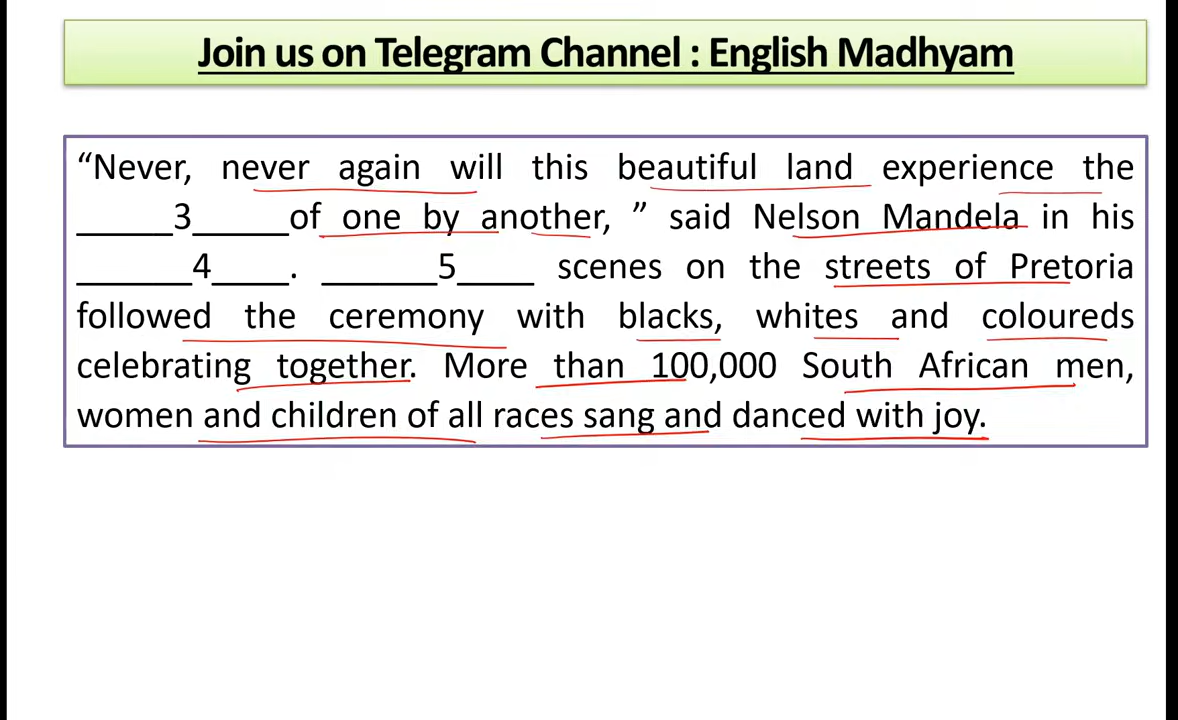 Join us on Telegram Channel : English Madhyam
“Never, never again will this beautiful land experience the
_____3_____of one by another, ” said Nelson Mandela in his
______4____. ______5____ scenes on the streets of Pretoria
followed the ceremony with blacks, whites and coloureds
celebrating together. More than 100,000 South African men,
women and children of all races sang and danced with joy.